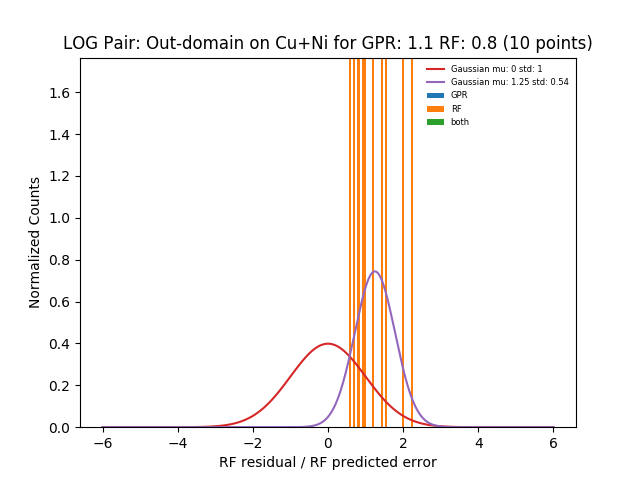 LOG Pair: Out-domain on Cu+Ni for GPR: 1.1 RF: 0.8 (10 points)
Gaussian mu: 0 std: 1
Gaussian mu: 1.25 std: 0.54
GPR
RF
both
Normalized Counts
1.6
1.4
1.2
1.0
0.8
0.6
0.4
0.2
0.0
−6
−4
−2
0
2
4
6
RF residual / RF predicted error